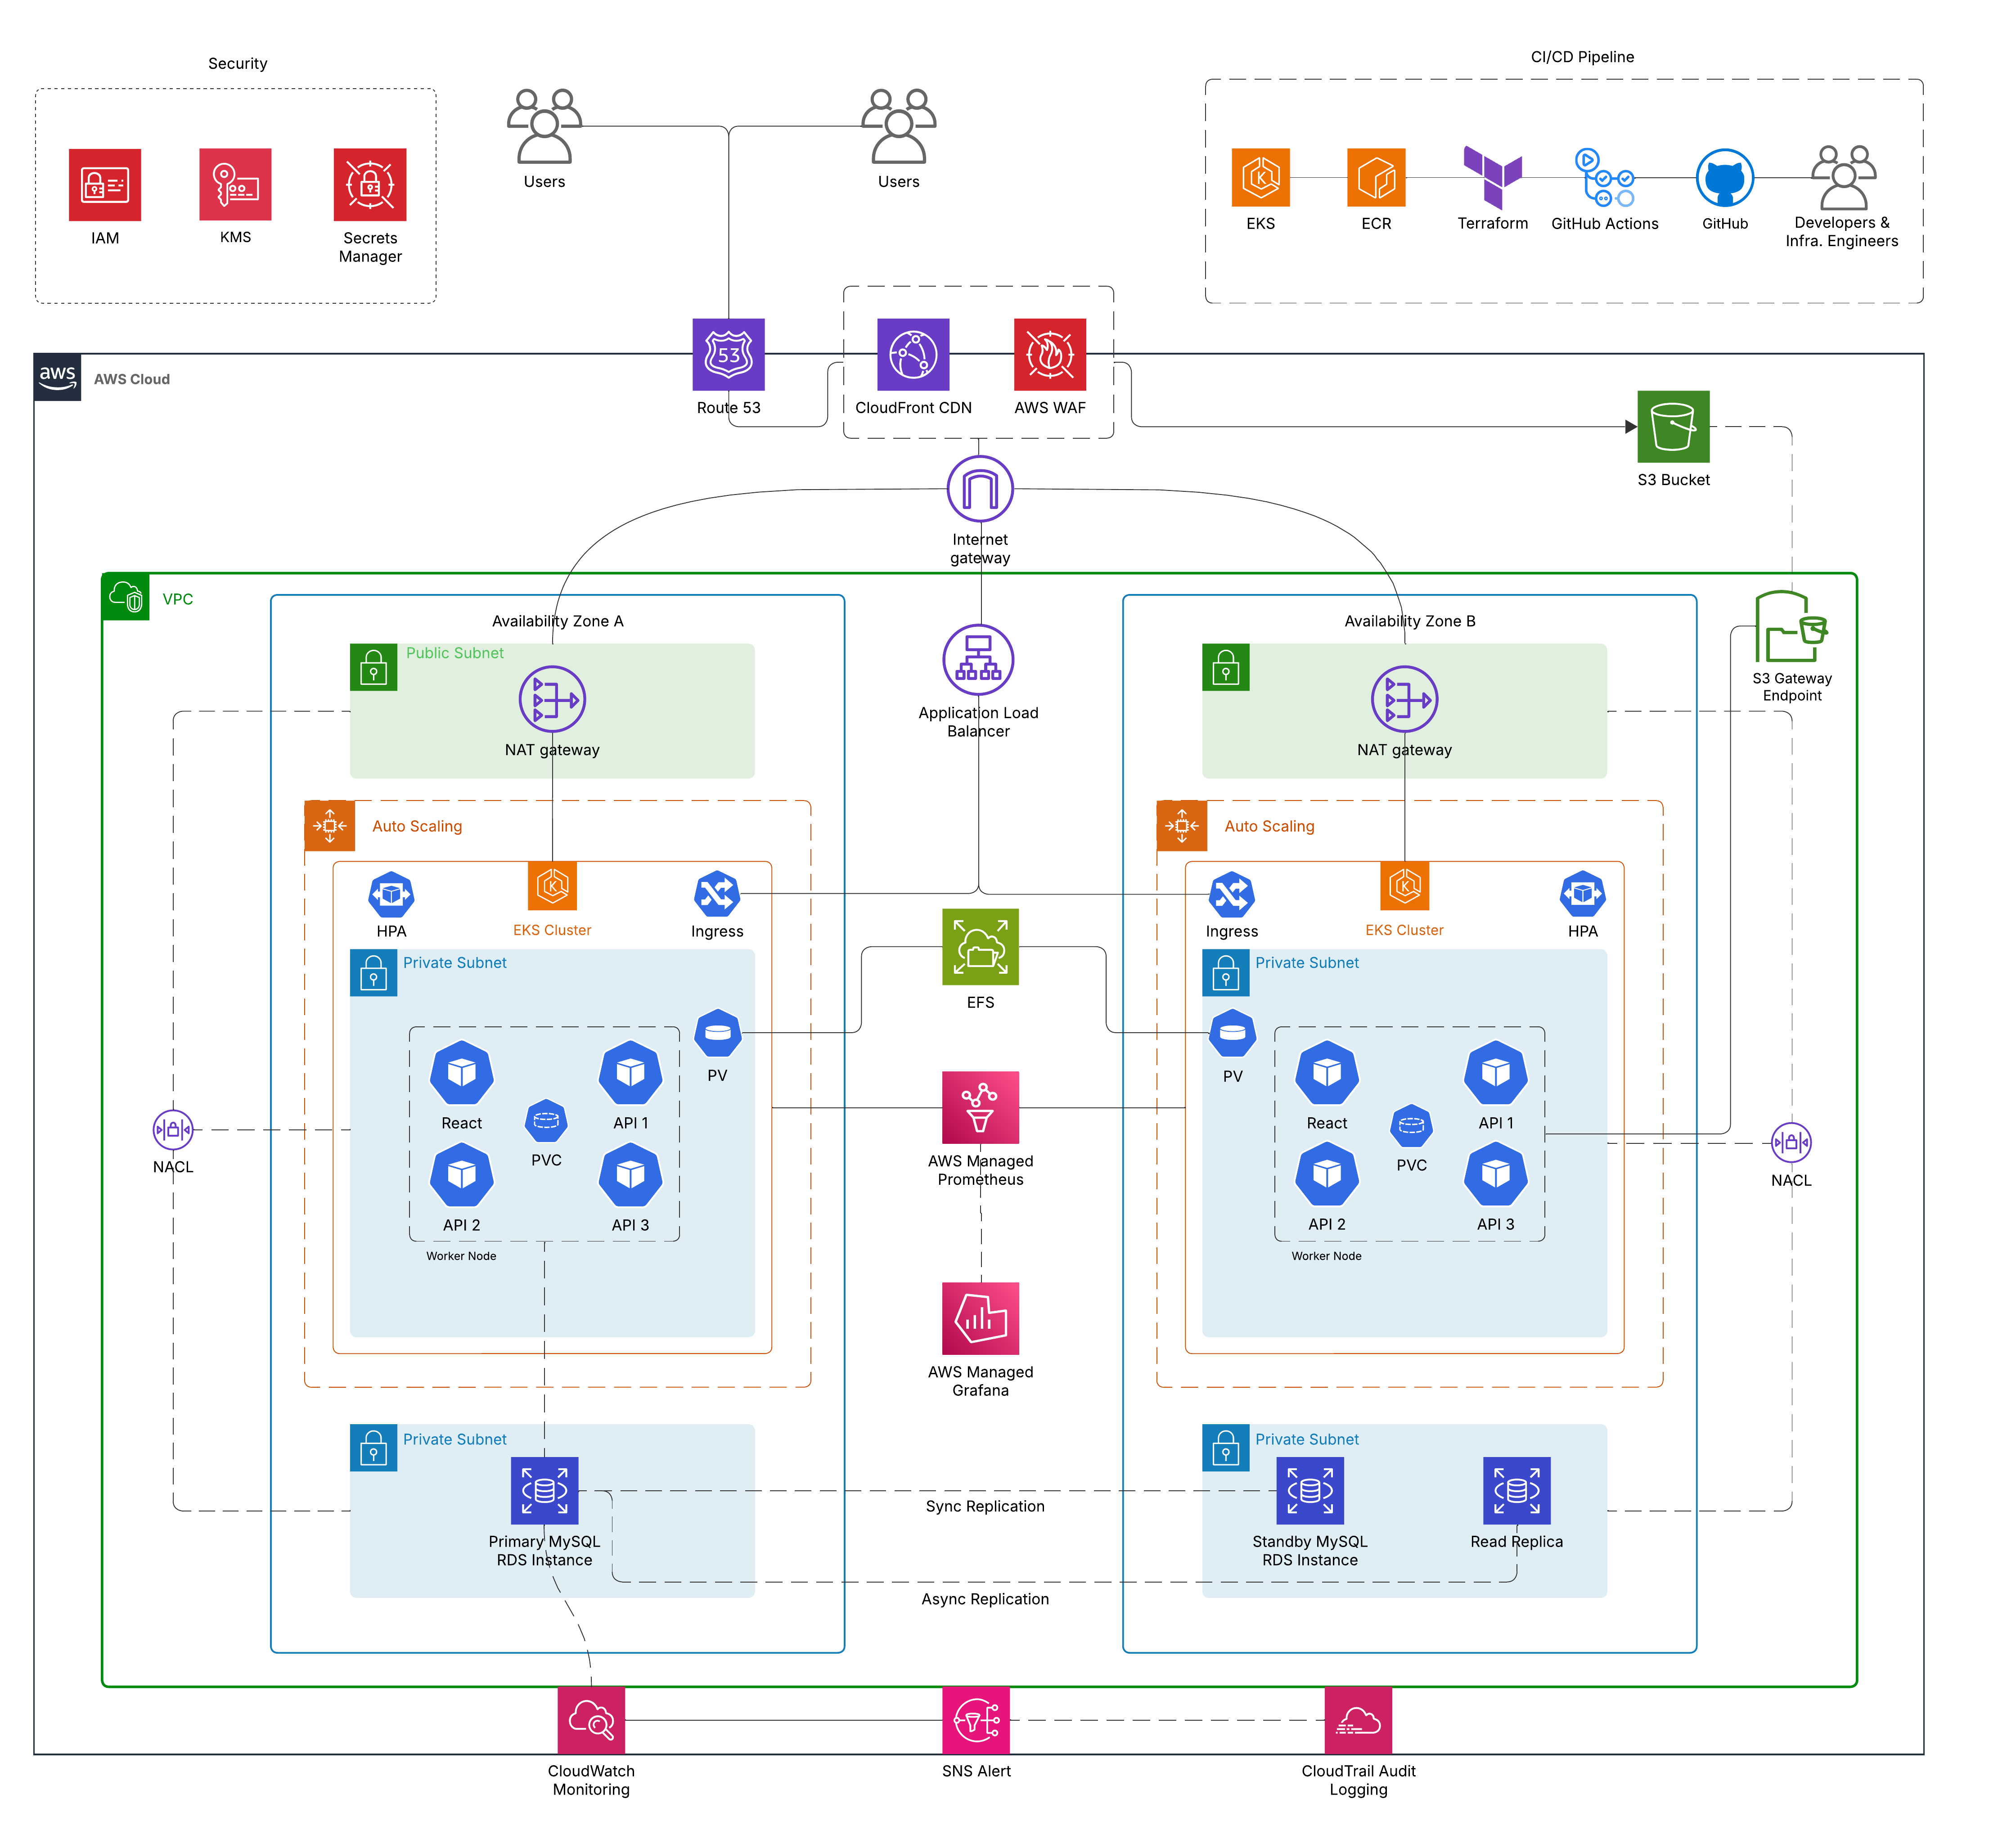 Security
CI/CD Pipeline
IAM
KMS
Secrets
Manager
Users
Users
EKS
ECR
Terraform
GitHub Actions
GitHub
Developers &
Infra. Engineers
aws
AWS Cloud
53
Route 53
CloudFront CDN
AWS WAF
S3 Bucket
Internet
gateway
VPC
Availability Zone A
Availability Zone B
Public Subnet
NAT gateway
Application Load
Balancer
NAT gateway
S3 Gateway
Endpoint
Auto Scaling
Auto Scaling
K
K
K
HPA
EKS Cluster
Ingress
Ingress
EKS Cluster
HPA
Private Subnet
EFS
Private Subnet
PV
PV
React
API 1
PVC
API 2
API 3
Worker Node
AWS Managed
Prometheus
React
API 1
PVC
API 2
API 3
Worker Node
NACL
NACL
AWS Managed
Grafana
Private Subnet
Private Subnet
Primary MySQL
RDS Instance
Sync Replication
Standby MySQL
RDS Instance
Read Replica
Async Replication
CloudWatch
Monitoring
SNS Alert
CloudTrail Audit
Logging